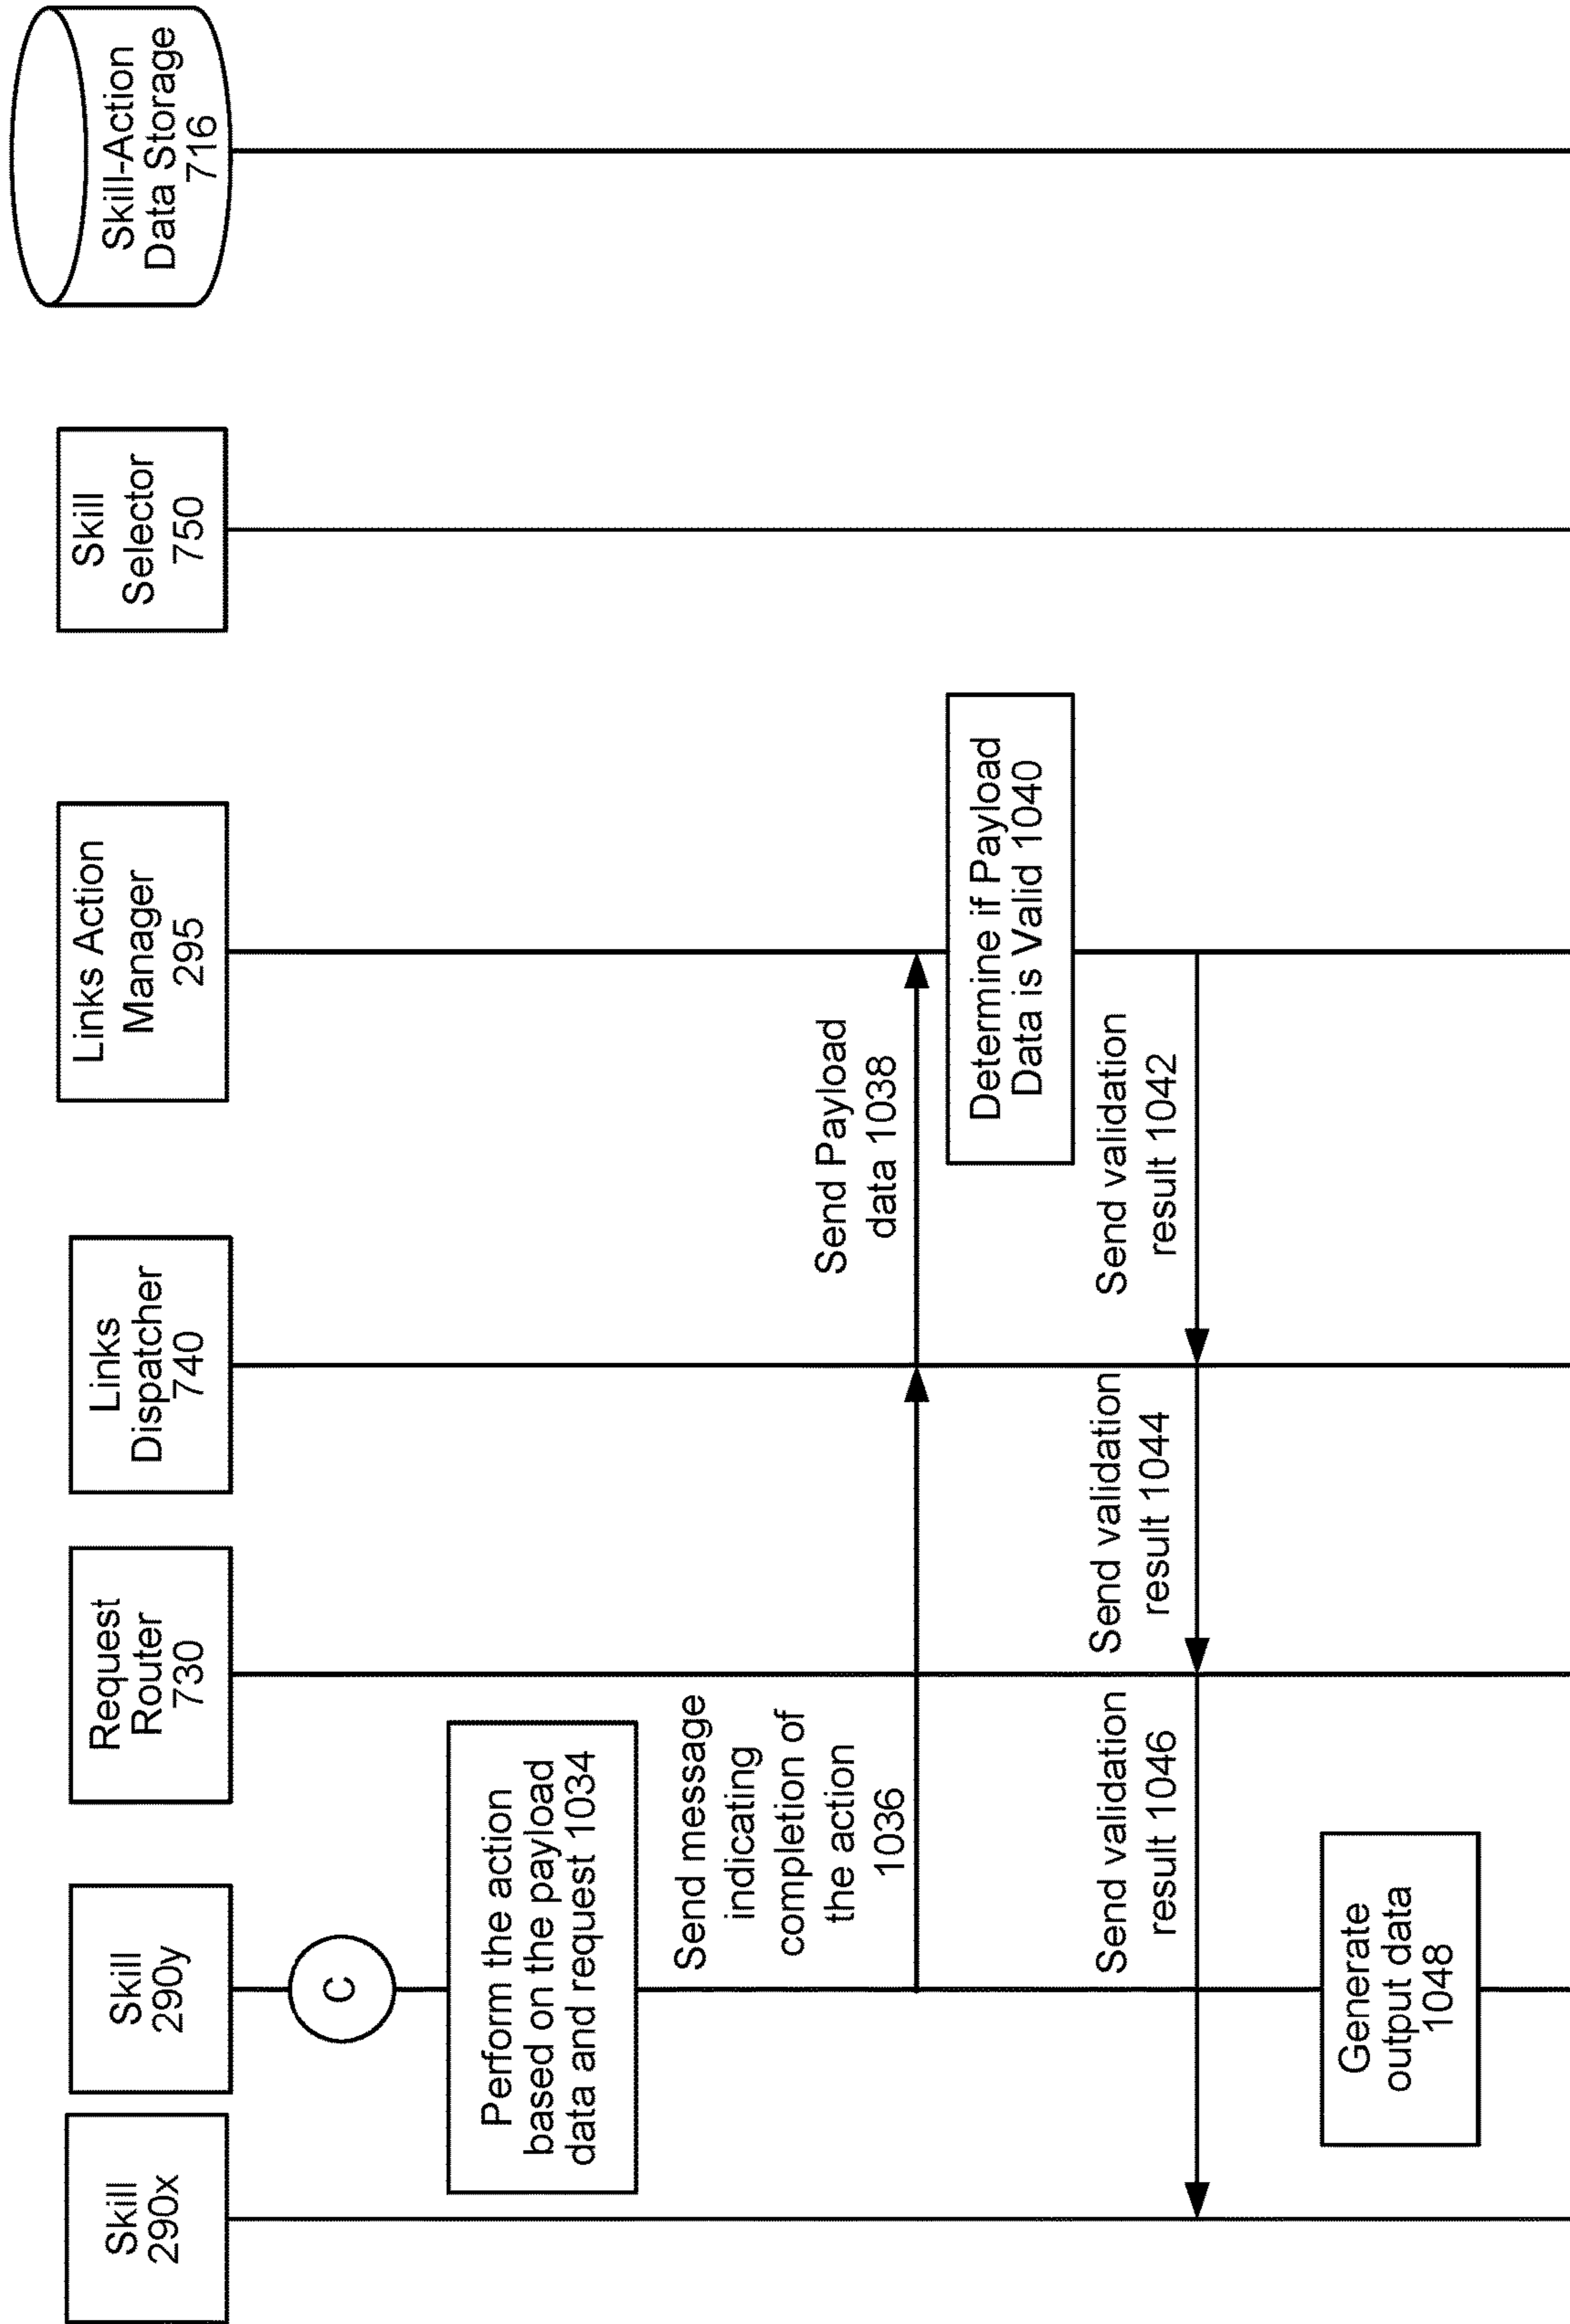 Skill
290x
Skill
290y
Request
Router
730
Links
Dispatcher
740
Links Action
Manager
295
Skill
Selector
750
Skill-Action
Data Storage
716
C
Perform the action
based on the payload
data and request 1034
Send message
indicating
completion of
the action
1036
Send Payload
data 1038
Determine if Payload
Data is Valid 1040
Send validation
result 1042
Send validation
result 1044
Send validation
result 1046
Generate
output data
1048